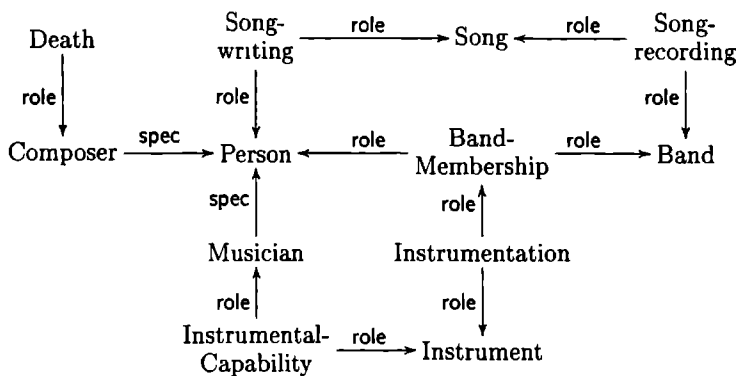 Death
Song-
writing
role
Song
role
Song-
recording
role
role
role
Composer
spec
Person
role
Band-
Membership
role
Band
spec
role
Musician
Instrumentation
role
role
Instrumental-
Capability
role
Instrument